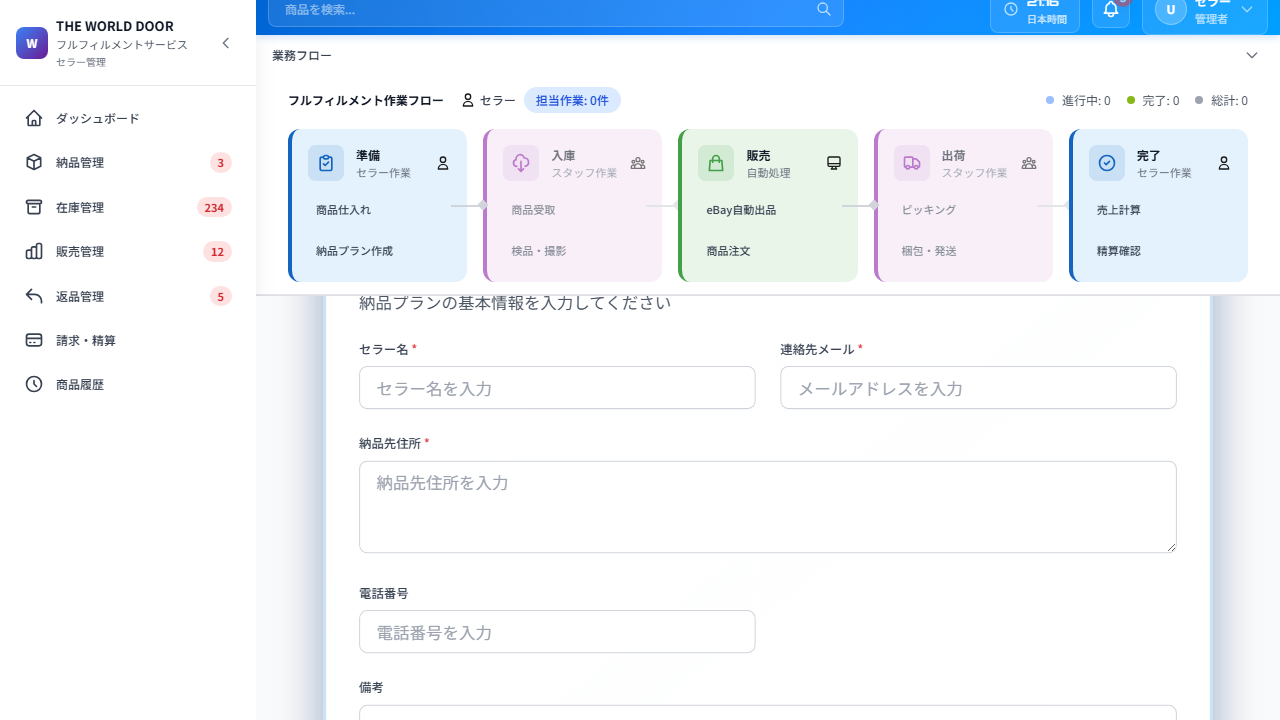 W
THE WORLD DOOR
フルフィルメントサービス
セラー管理
ダッシュボード
納品管理
3
在庫管理
234
販売管理
12
返品管理
5
請求・精算
商品履歴
商品を検索...
日本時間
U
セラー
管理者
業務フロー
フルフィルメント作業フロー
セラー
担当作業: 0件
進行中: 0
完了: 0
総計: 0
準備
セラー作業
商品仕入れ
納品プラン作成
入庫
スタッフ作業
商品受取
検品・撮影
販売
自動処理
eBay自動出品
商品注文
出荷
スタッフ作業
ピッキング
梱包・発送
完了
セラー作業
売上計算
精算確認
納品プランの基本情報を入力してください
セラー名 *
セラー名を入力
連絡先メール *
メールアドレスを入力
納品先住所 *
納品先住所を入力
電話番号
電話番号を入力
備考